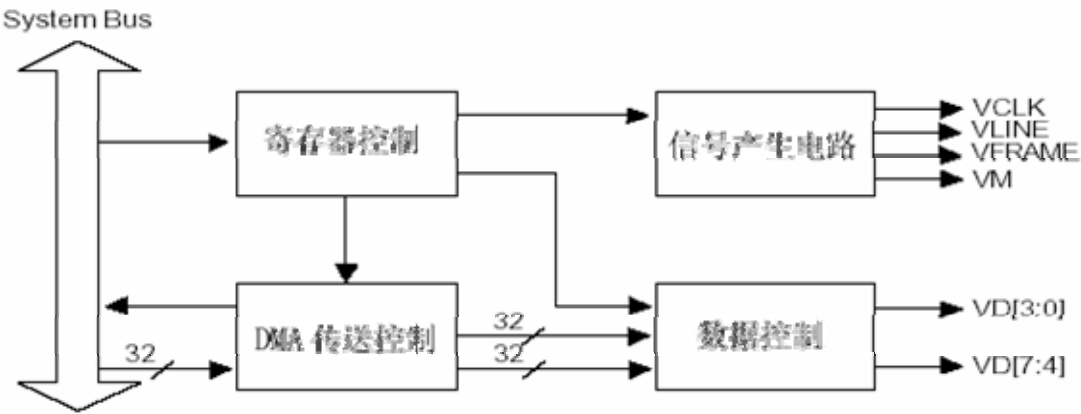 System Bus
寄存器控制
信号产生电路
VCLK
VLINE
VFRAME
VM
DMA 传送控制
32
32
32
数据控制
VD[3:0]
VD[7:4]